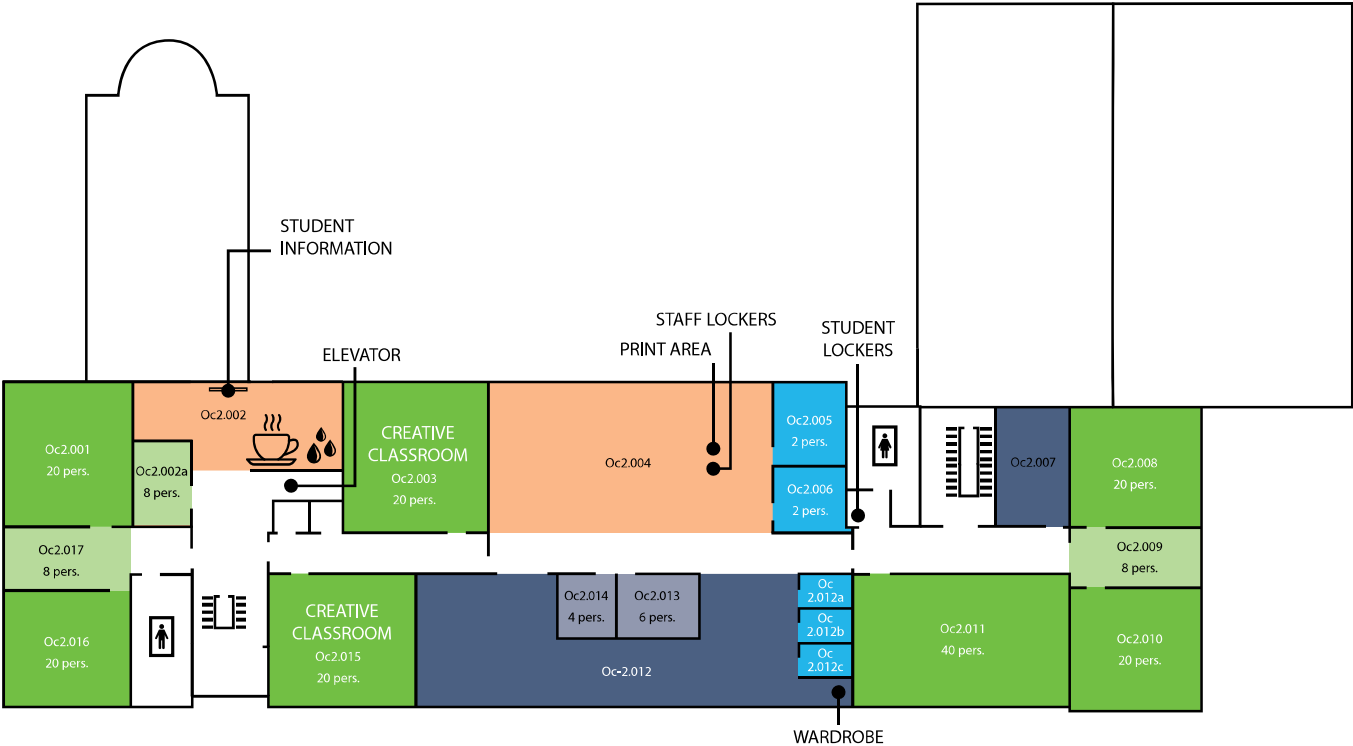 STUDENT
INFORMATION
STAFF LOCKERS
PRINT AREA
STUDENT
LOCKERS
ELEVATOR
Oc2.001
20 pers.
Oc2.002
Oc2.002a
8 pers.
CREATIVE
CLASSROOM
Oc2.003
20 pers.
Oc2.004
Oc2.005
2 pers.
Oc2.006
2 pers.
Oc2.007
Oc2.008
20 pers.
Oc2.017
8 pers.
Oc2.009
8 pers.
Oc2.016
20 pers.
CREATIVE
CLASSROOM
Oc2.015
20 pers.
Oc2.014
4 pers.
Oc2.013
6 pers.
Oc-2.012
Oc
2.012a
Oc
2.012b
Oc
2.012c
Oc2.011
40 pers.
Oc2.010
20 pers.
WARDROBE